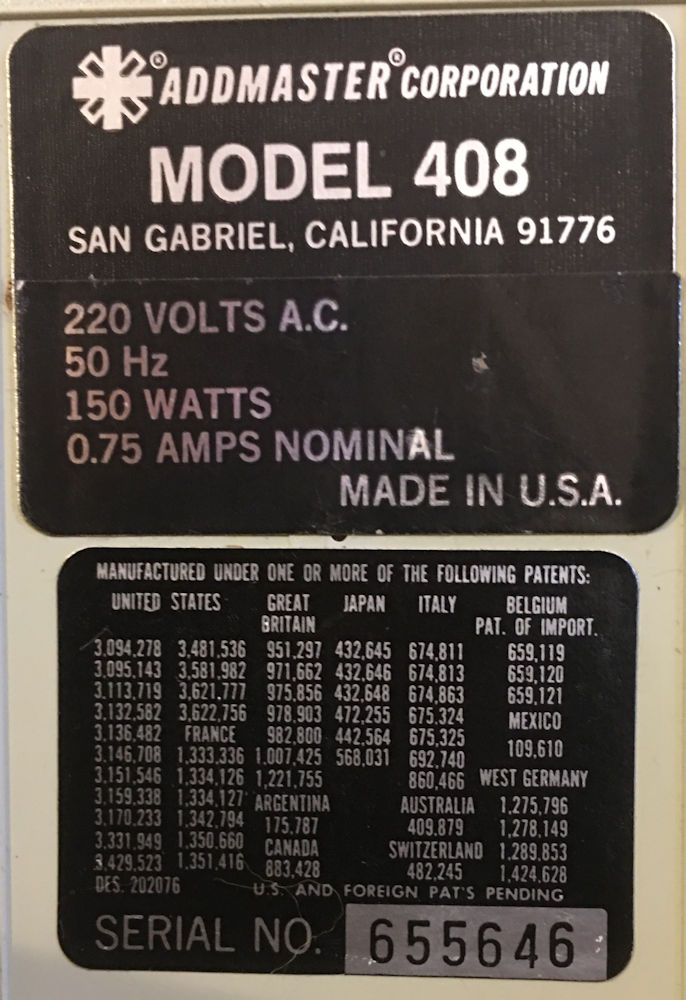 ®ADDMASTER® CORPORATION
MODEL 408
SAN GABRIEL, CALIFORNIA 91776
220 VOLTS A.C.
50 Hz
150 WATTS
0.75 AMPS NOMINAL
MADE IN U.S.A.
MANUFACTURED UNDER ONE OR MORE OF THE FOLLOWING PATENTS:
UNITED STATES GREAT JAPAN ITALY BELGIUM
BRITAIN PAT. OF IMPORT.
3,094,278 3,481,536 951,297 432,645 674,811 659,119
3,095,143 3,581,982 971,662 432,646 674,813 659,120
3,113,719 3,621,777 975,856 432,648 674,863 659,121
3,132,582 3,622,756 978,903 472,255 675,324 MEXICO
3,136,482 FRANCE 982,800 442,564 675,325 109,610
3,146,708 1,333,336 1,007,425 568,031 692,740
3,151,546 1,334,126 1,221,755 860,466 WEST GERMANY
3,159,338 1,334,127 ARGENTINA AUSTRALIA 1,275,796
3,170,233 1,342,794 175,787 409,879 1,278,149
3,331,949 1,350,660 CANADA SWITZERLAND 1,289,853
3,429,523 1,351,416 883,428 482,245 1,424,628
DES. 202076 U.S. AND FOREIGN PAT'S PENDING
SERIAL NO. 655646